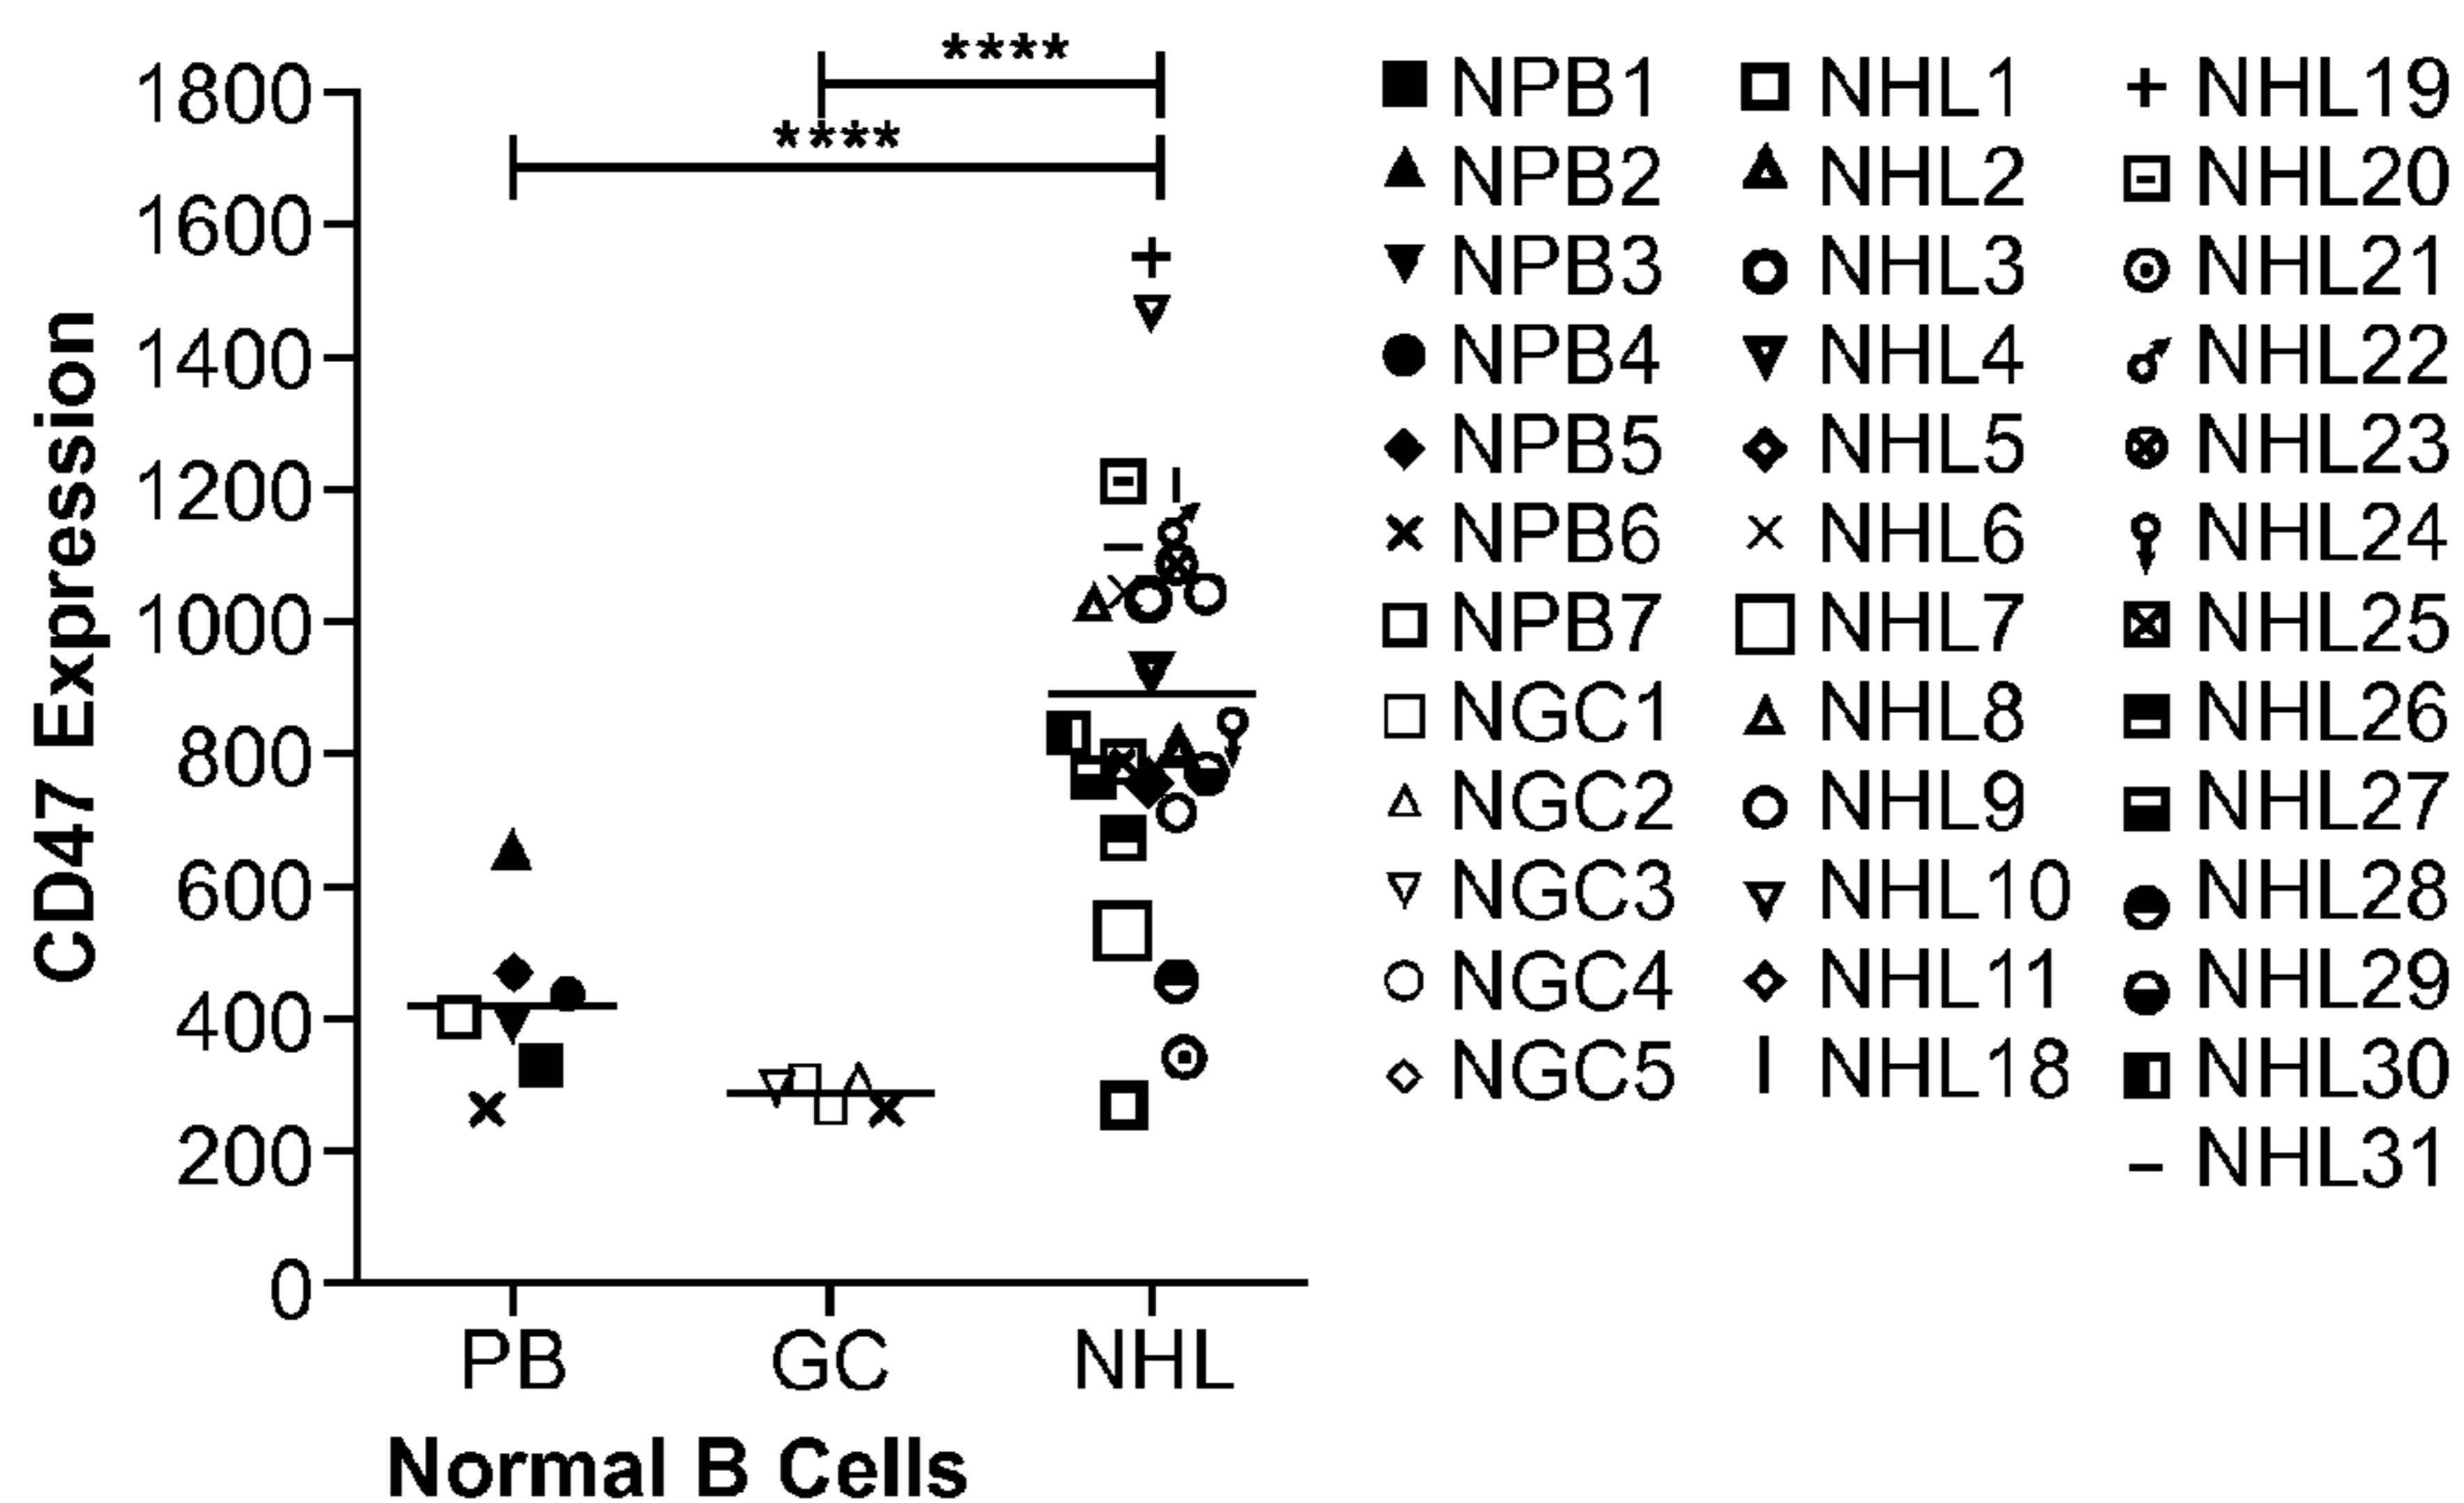 ****
****
CD47 Expression
1800
1600
1400
1200
1000
800
600
400
200
0
PB GC NHL
Normal B Cells
NPB1 NHL1 NHL19
NPB2 NHL2 NHL20
NPB3 NHL3 NHL21
NPB4 NHL4 NHL22
NPB5 NHL5 NHL23
NPB6 NHL6 NHL24
NPB7 NHL7 NHL25
NGC1 NHL8 NHL26
NGC2 NHL9 NHL27
NGC3 NHL10 NHL28
NGC4 NHL11 NHL29
NGC5 NHL18 NHL30
NHL31